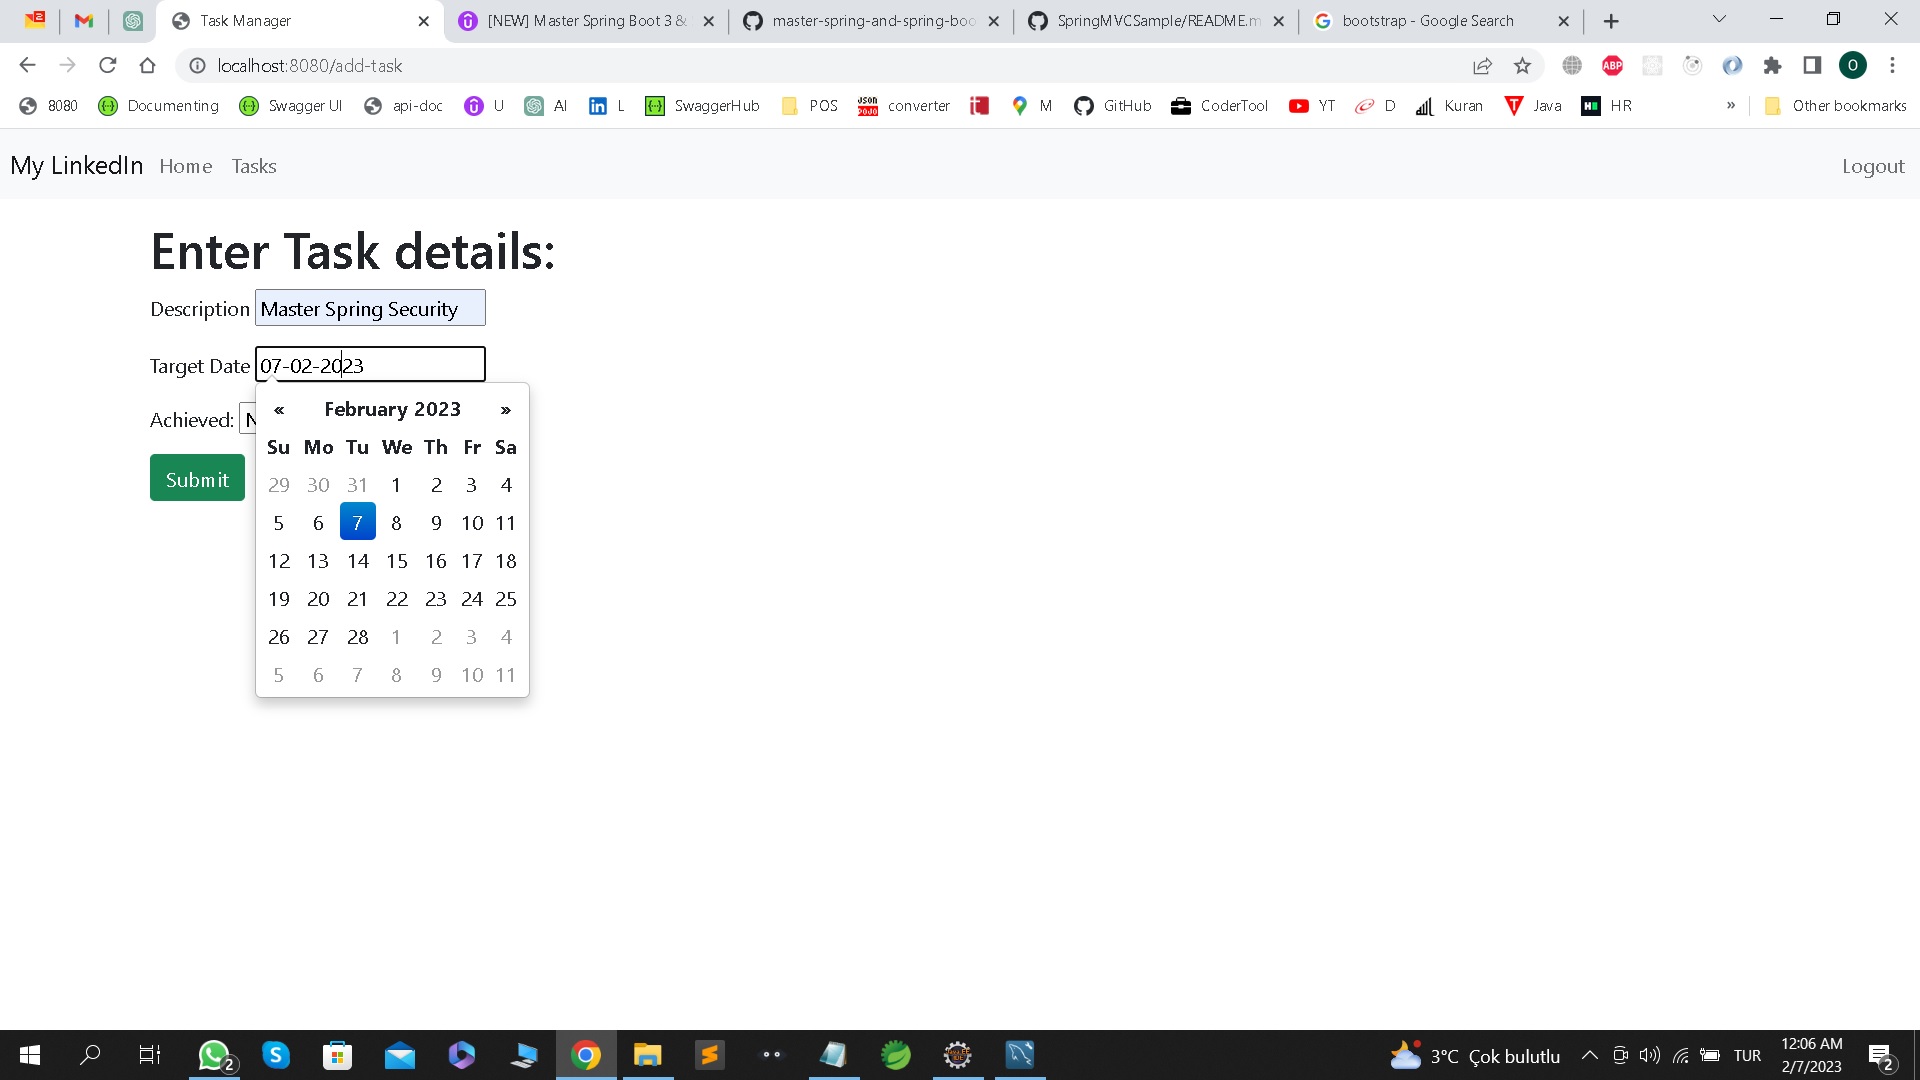 Task Manager
[NEW] Master Spring Boot 3 &
master-spring-and-spring-boo
SpringMVCSample/README.m
bootstrap - Google Search
localhost:8080/add-task
ABP
O
8080
Documenting
Swagger UI
api-doc
U
AI
L
SwaggerHub
POS
converter
M
GitHub
CoderTool
YT
D
Kuran
Java
HR
»
Other bookmarks
My LinkedIn
Home
Tasks
Logout
Enter Task details:
Description
Master Spring Security
Target Date
07-02-2023
Achieved:
Submit
« February 2023 »
Su Mo Tu We Th Fr Sa
29 30 31 1 2 3 4
5 6 7 8 9 10 11
12 13 14 15 16 17 18
19 20 21 22 23 24 25
26 27 28 1 2 3 4
5 6 7 8 9 10 11
2
3°C Çok bulutlu
TUR
12:06 AM
2/7/2023
2